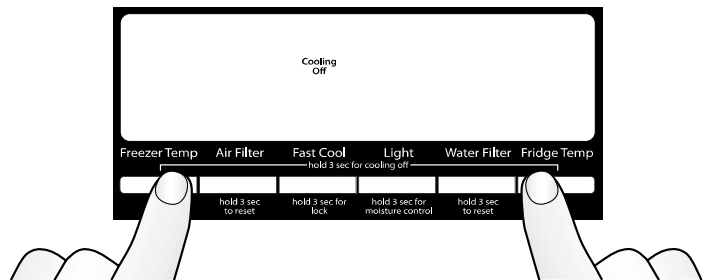 Cooling
Off
Freezer Temp Air Filter Fast Cool Light Water Filter Fridge Temp
hold 3 sec for cooling off
hold 3 sec
to reset
hold 3 sec for
lock
hold 3 sec for
moisture control
hold 3 sec
to reset